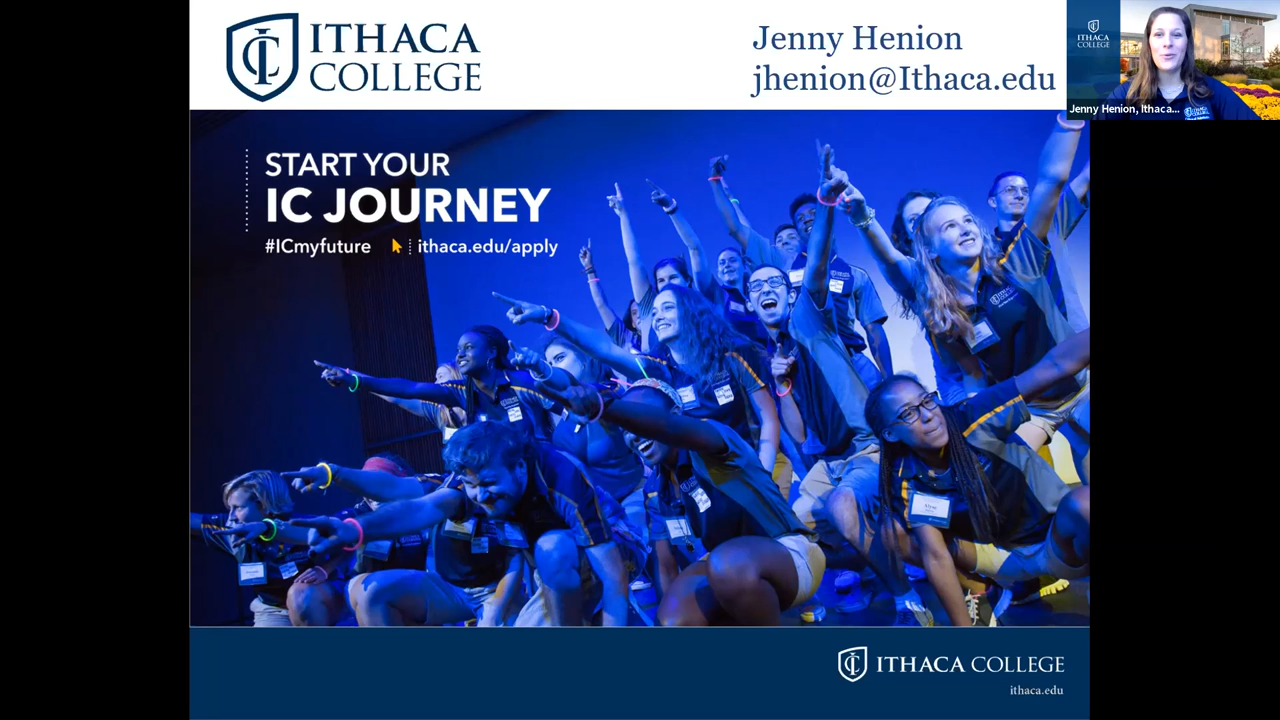 ITHACA
COLLEGE
Jenny Henion
jhenion@Ithaca.edu
ITHACA
COLLEGE
Jenny Henion, Ithaca...
START YOUR
IC JOURNEY
#ICmyfuture
ithaca.edu/apply
ITHACA COLLEGE
ithaca.edu